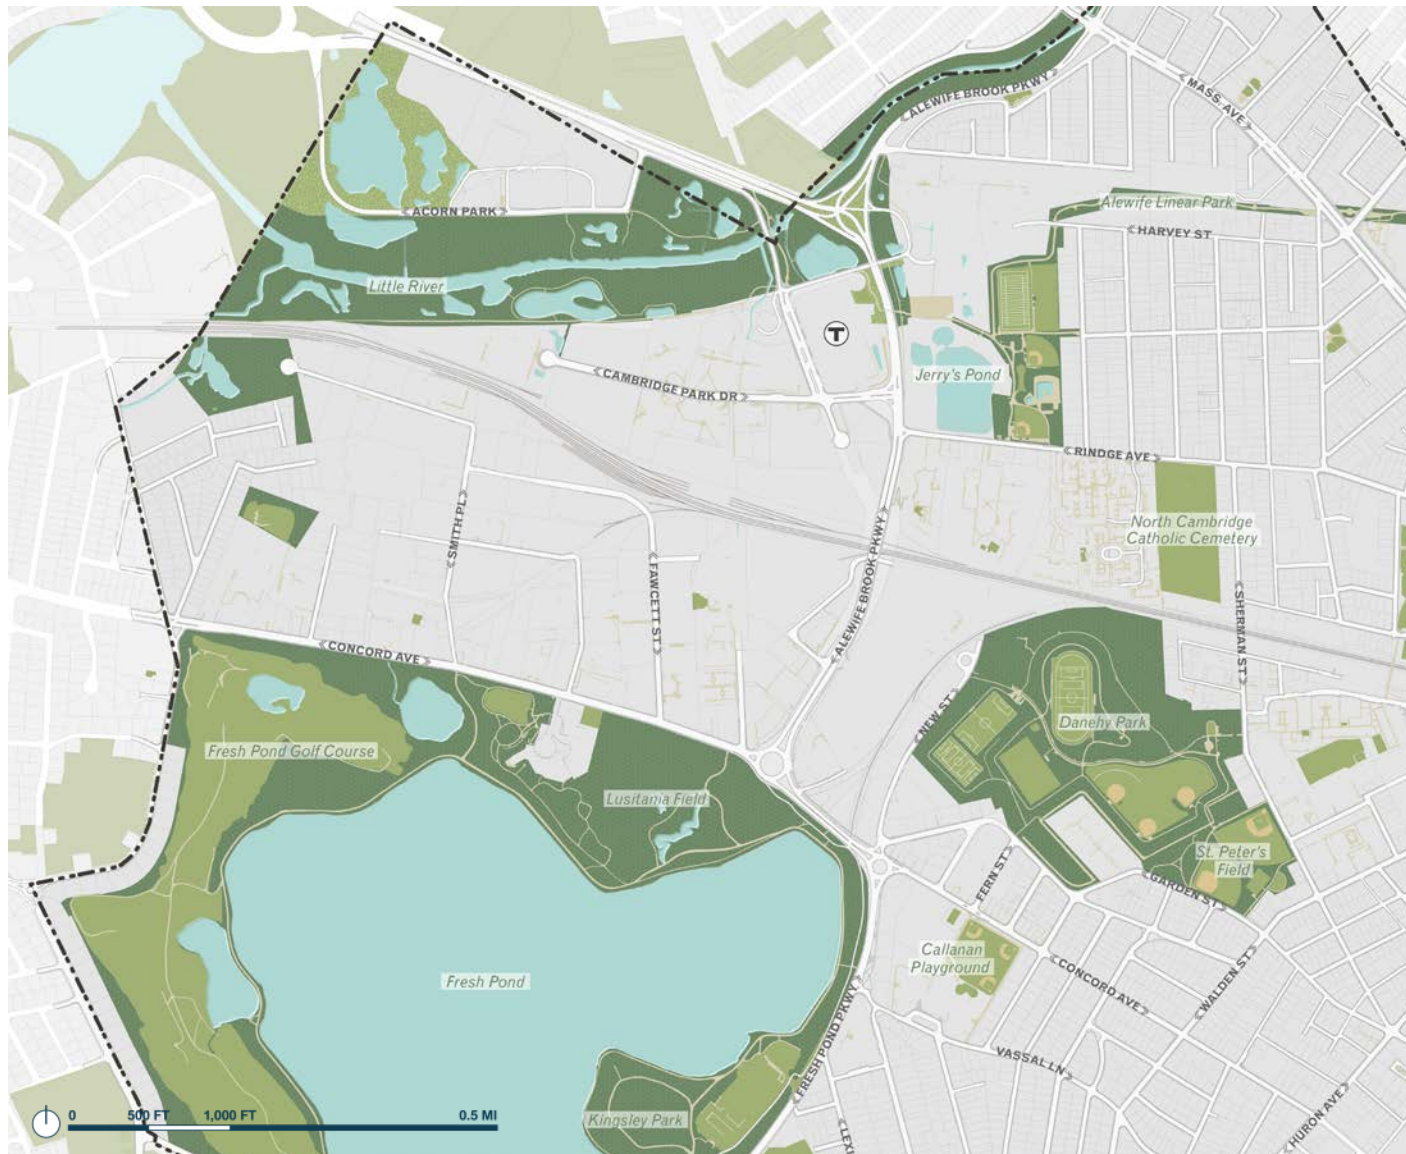 ALEWIFE BROOK PKWY
MASS. AVE
ACORN PARK
Alewife Linear Park
HARVEY ST
Little River
T
CAMBRIDGE PARK DR
Jerry's Pond
RINDGE AVE
SMITH PL
FAWCETT ST
ALEWIFE BROOK PKWY
North Cambridge
Catholic Cemetery
SHERMAN ST
CONCORD AVE
NEW ST
Danehy Park
Fresh Pond Golf Course
Lusitania Field
St. Peter's
Field
FERN ST
GARDEN ST
Callanan
Playground
CONCORD AVE
WALDEN ST
Fresh Pond
FRESH POND PKWY
VASSAL LN
Kingsley Park
HURON AVE
0
500 FT
1,000 FT
0.5 MI